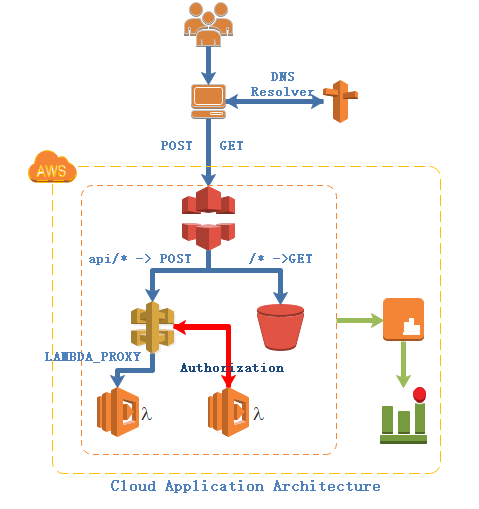 DNS
Resolver
POST GET
AWS
api/* -> POST /* ->GET
LAMBDA_PROXY
Authorization
λ λ
Cloud Application Architecture